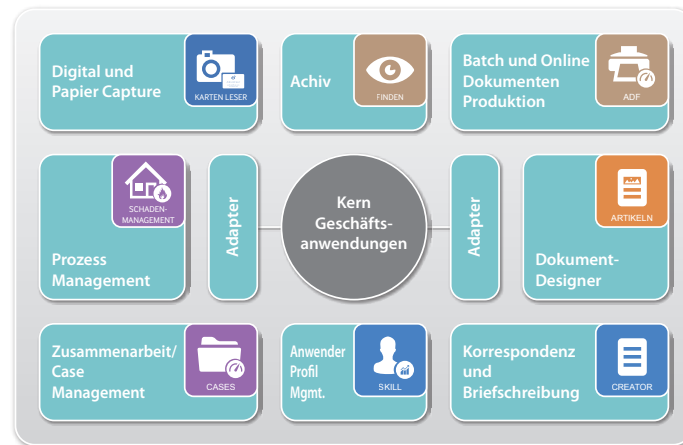 Digital und
Papier Capture
KARTEN LESER
Achiv
FINDEN
Batch und Online
Dokumenten
Produktion
ADF
SCHADEN-
MANAGEMENT
Prozess
Management
Adapter
Kern
Geschäfts-
anwendungen
Adapter
ARTIKELN
Dokument-
Designer
Zusammenarbeit/
Case
Management
CASES
Anwender
Profil
Mgmt.
SKILL
Korrespondenz
und
Briefschreibung
CREATOR